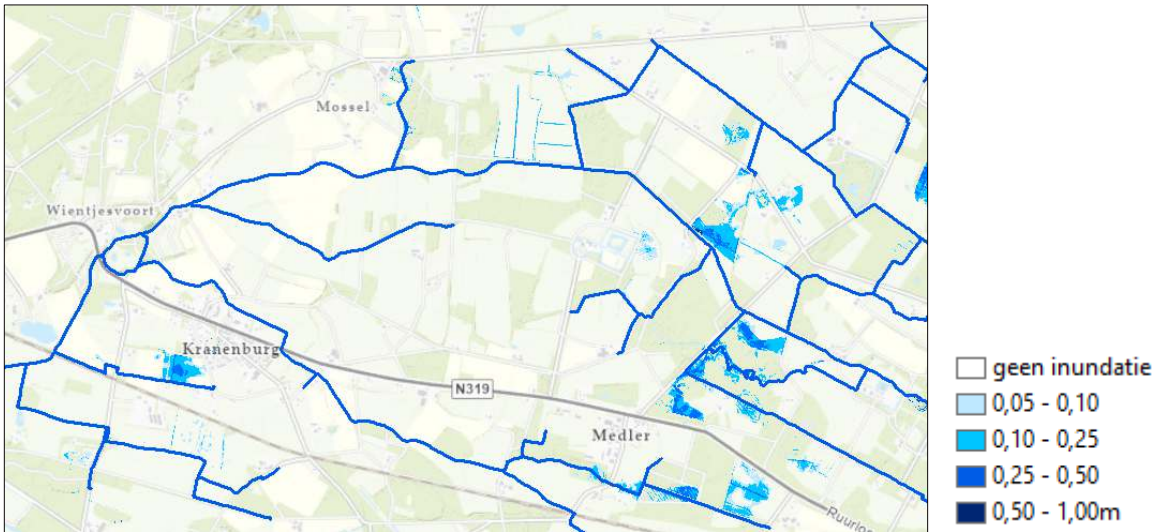 Mossel
Wientjesvoort
Kranenburg
N319
Medler
geen inundatie
0,05 - 0,10
0,10 - 0,25
0,25 - 0,50
0,50 - 1,00m